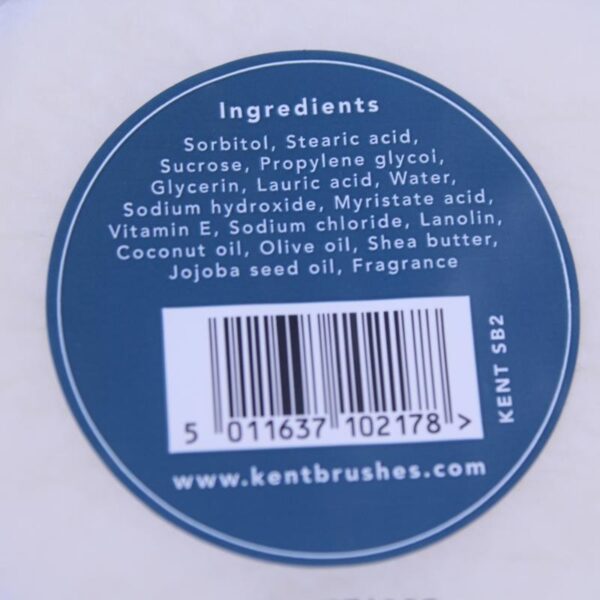 Ingredients
Sorbitol, Stearic acid,
Sucrose, Propylene glycol,
Glycerin, Lauric acid, Water,
Sodium hydroxide, Myristate acid,
Vitamin E, Sodium chloride, Lanolin,
Coconut oil, Olive oil, Shea butter,
Jojoba seed oil, Fragrance
KENT SB2
5 011637 102178 >
www.kentbrushes.com